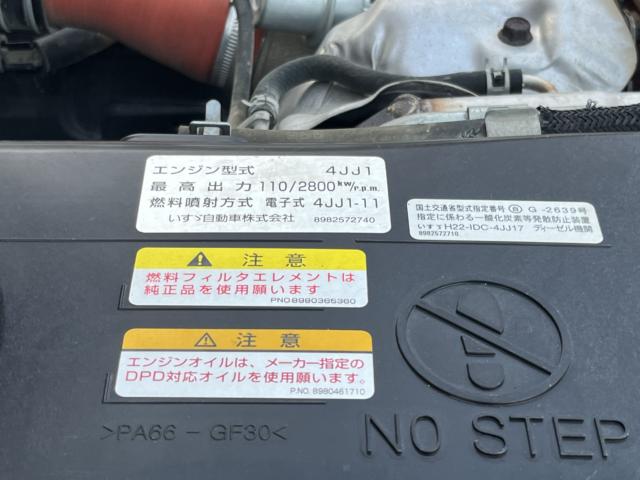 エンジン型式 4JJ1
最高出力 110/2800 kw/r.p.m.
燃料噴射方式 電子式 4JJ1-11
いすゞ自動車株式会社 8982572740
国土交通省型式指定番号 Ⓑ G-2639号
指定に係わる一酸化炭素等発散防止装置
いすゞH22-IDC-4JJ17 ディーゼル機関
8982572710
⚠ 注意
燃料フィルタエレメントは
純正品を使用願います
PNO8980365360
⚠ 注意
エンジンオイルは、メーカー指定の
DPD対応オイルを使用願います。
P.NO. 8980461710
>PA66-GF30<
NO STEP